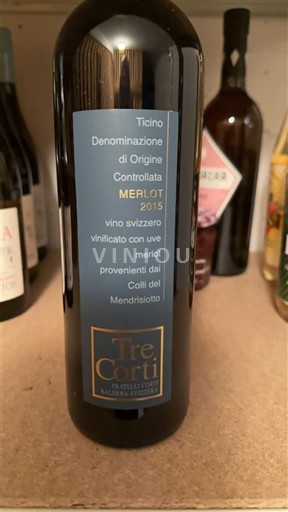 Ticino
Denominazione
di Origine
Controllata
MERLOT
2015
vino svizzero
vinificato con uve
merlot
provenienti dai
Colli del
Mendrisiotto
VINOU
Tre
Corti
FRATELLI CORTI
BALERNA-SVIZZERA